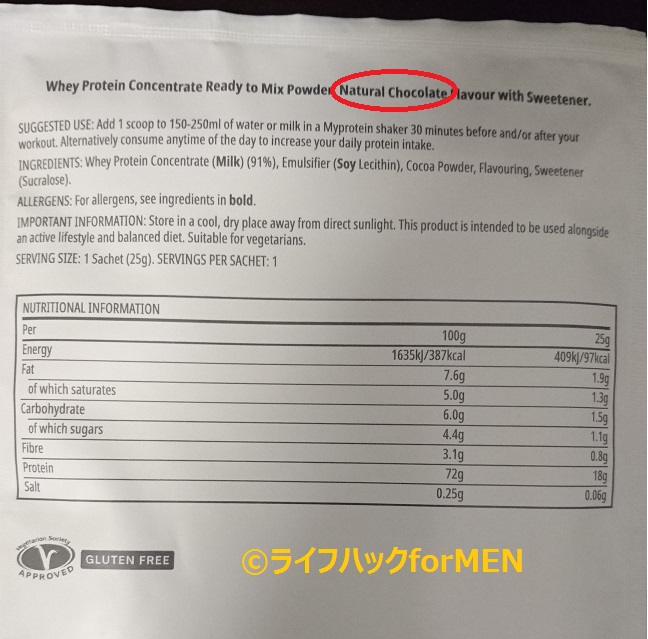 Whey Protein Concentrate Ready to Mix Powder Natural Chocolate Flavour with Sweetener.
SUGGESTED USE: Add 1 scoop to 150-250ml of water or milk in a Myprotein shaker 30 minutes before and/or after your
workout. Alternatively consume anytime of the day to increase your daily protein intake.
INGREDIENTS: Whey Protein Concentrate (Milk) (91%), Emulsifier (Soy Lecithin), Cocoa Powder, Flavouring, Sweetener
(Sucralose).
ALLERGENS: For allergens, see ingredients in bold.
IMPORTANT INFORMATION: Store in a cool, dry place away from direct sunlight. This product is intended to be used alongside
an active lifestyle and balanced diet. Suitable for vegetarians.
SERVING SIZE: 1 Sachet (25g). SERVINGS PER SACHET: 1
NUTRITIONAL INFORMATION
Per 100g 25g
Energy 1635kJ/387kcal 409kJ/97kcal
Fat 7.6g 1.9g
of which saturates 5.0g 1.3g
Carbohydrate 6.0g 1.5g
of which sugars 4.4g 1.1g
Fibre 3.1g 0.8g
Protein 72g 18g
Salt 0.25g 0.06g
Vegetarian Society
APPROVED
GLUTEN FREE
©ライフハックforMEN